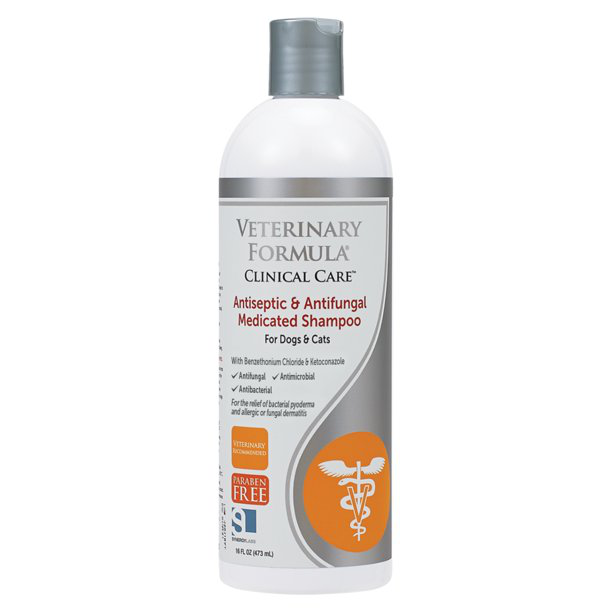 VETERINARY
FORMULA®
CLINICAL CARE™
Antiseptic & Antifungal
Medicated Shampoo
For Dogs & Cats
With Benzethonium Chloride & Ketoconazole
✓ Antifungal ✓ Antimicrobial
✓ Antibacterial
For the relief of bacterial pyoderma
and allergic or fungal dermatitis
VETERINARY
RECOMMENDED
PARABEN
FREE
SYNERGYLABS
16 FL OZ (473 mL)